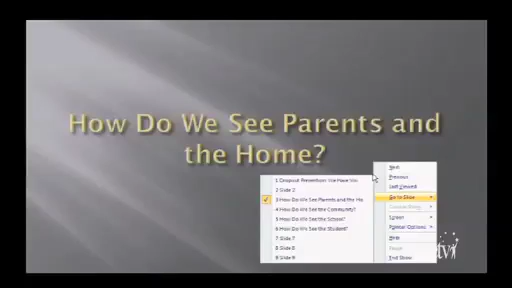 How Do We See Parents and
the Home?
Next
Previous
Last Viewed
Go to Slide
Screen
Pointer Options
Help
Pause
End Show
1 Dropout Prevention: We Have You
2 Slide 2
3 How Do We See Parents and the Ho
4 How Do We See the Community?
5 How Do We See the School?
6 How Do We See the Student?
7 Slide 7
8 Slide 8
9 Slide 9